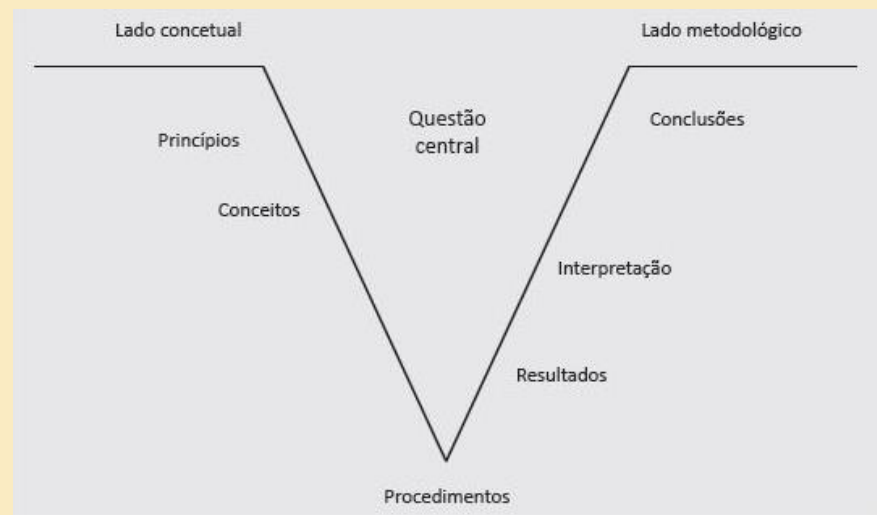 Lado concetual
Lado metodológico
Questão
central
Conclusões
Princípios
Conceitos
Interpretação
Resultados
Procedimentos